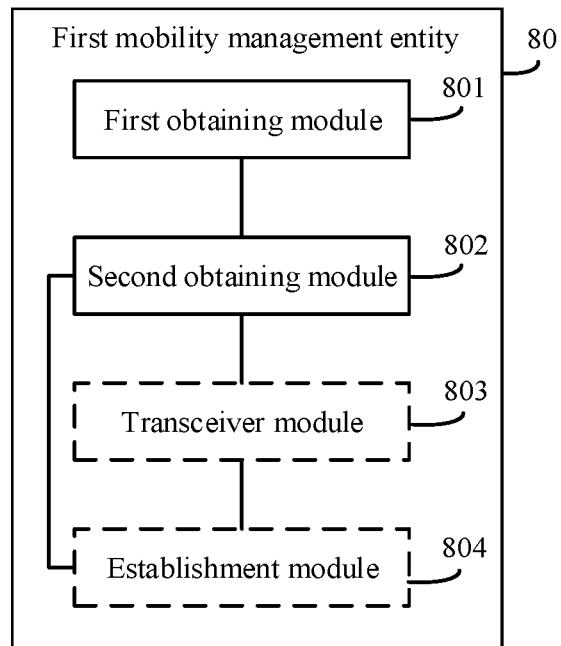 First mobility management entity
80
801
First obtaining module
802
Second obtaining module
803
Transceiver module
804
Establishment module